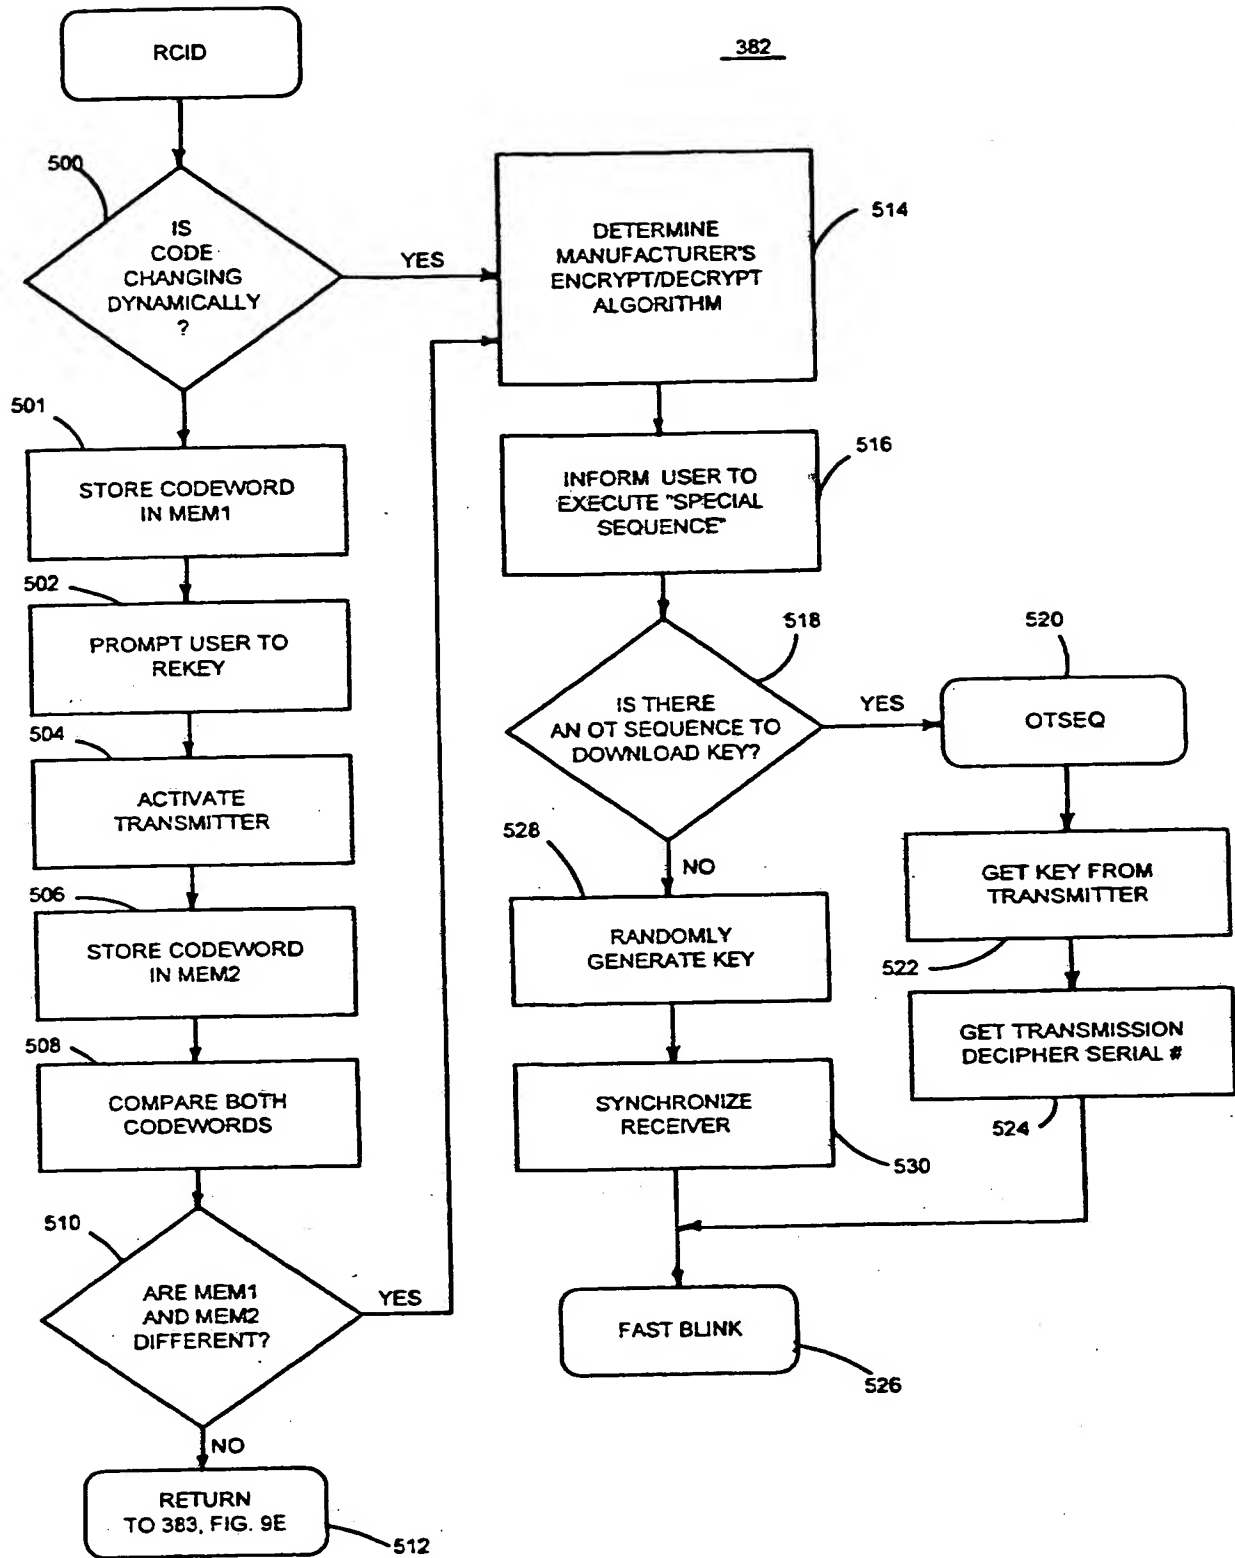 RCID
382
500
IS
CODE
CHANGING
DYNAMICALLY
?
YES
DETERMINE
MANUFACTURER'S
ENCRYPT/DECRYPT
ALGORITHM
514
501
STORE CODEWORD
IN MEM1
INFORM USER TO
EXECUTE "SPECIAL
SEQUENCE"
516
502
PROMPT USER TO
REKEY
518
IS THERE
AN OT SEQUENCE TO
DOWNLOAD KEY?
YES
520
OTSEQ
504
ACTIVATE
TRANSMITTER
NO
528
RANDOMLY
GENERATE KEY
GET KEY FROM
TRANSMITTER
522
506
STORE CODEWORD
IN MEM2
GET TRANSMISSION
DECIPHER SERIAL #
524
508
COMPARE BOTH
CODEWORDS
SYNCHRONIZE
RECEIVER
530
510
ARE MEM1
AND MEM2
DIFFERENT?
YES
FAST BLINK
526
NO
RETURN
TO 383, FIG. 9E
512